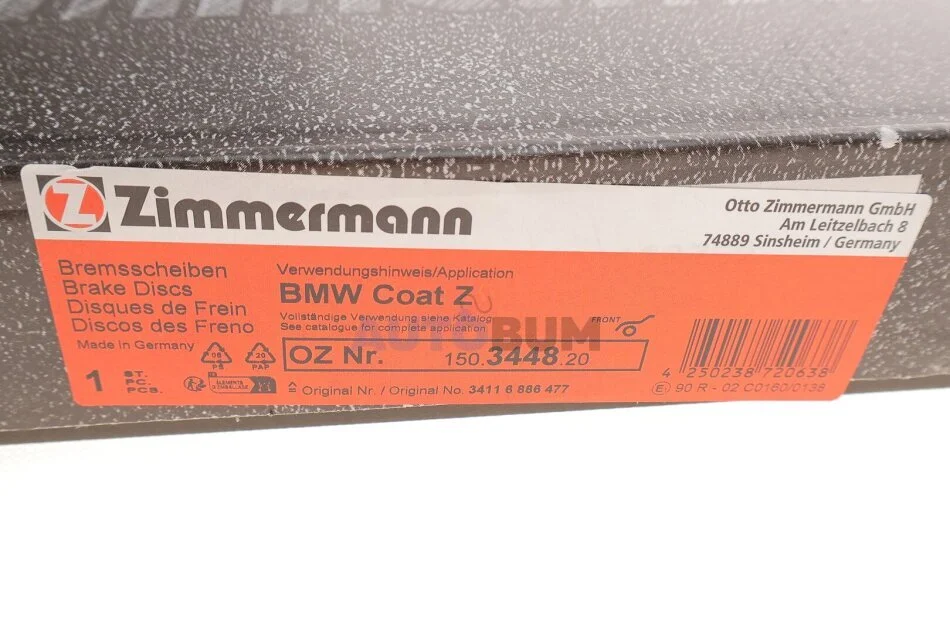 Z Zimmermann
Otto Zimmermann GmbH
Am Leitzelbach 8
74889 Sinsheim / Germany
Bremsscheiben
Brake Discs
Disques de Frein
Discos des Freno
Made in Germany
1 ST.
PC.
PCS.
20
PAP
Verwendungshinweis/Application
BMW Coat Z
Vollständige Verwendung siehe Katalog
See catalogue for complete application
AUTOBUM
FRONT
OZ Nr. 150.3448.20
Original Nr. / Original No. 3411 6 886 477
4 250238 720638
E1 90 R - 02 C0160/0138